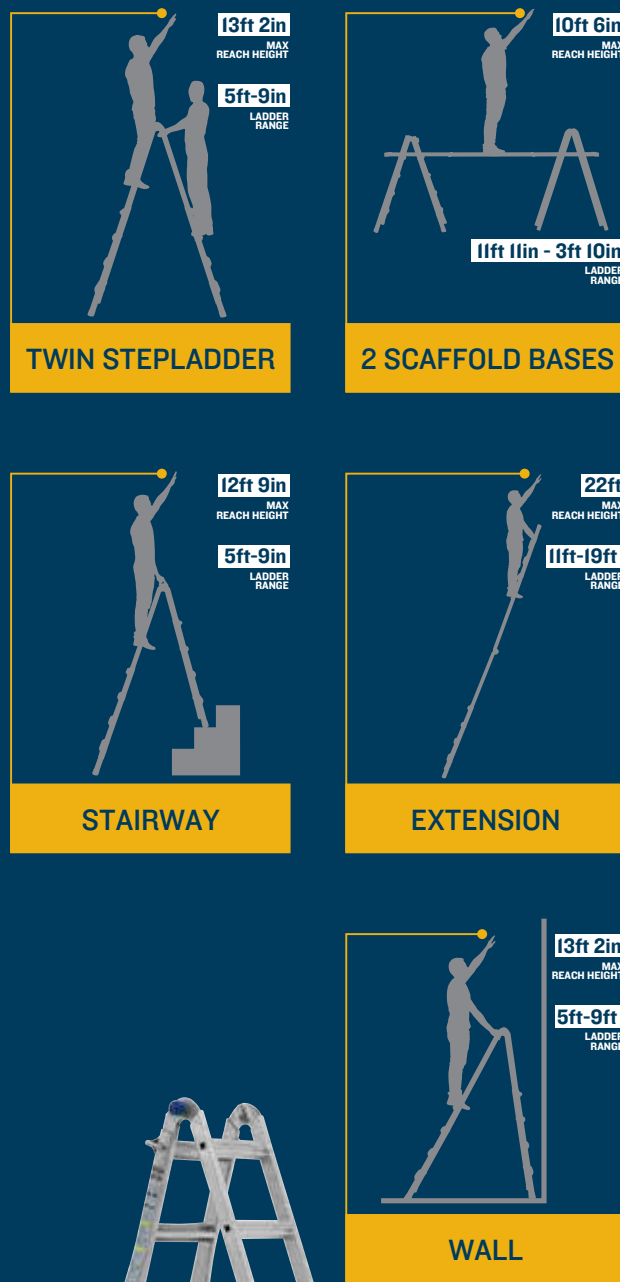 13ft 2in
MAX
REACH HEIGHT
5ft-9in
LADDER
RANGE
TWIN STEPLADDER
10ft 6in
MAX
REACH HEIGHT
11ft 11in - 3ft 10in
LADDER
RANGE
2 SCAFFOLD BASES
12ft 9in
MAX
REACH HEIGHT
5ft-9in
LADDER
RANGE
STAIRWAY
22ft
MAX
REACH HEIGHT
11ft-19ft
LADDER
RANGE
EXTENSION
13ft 2in
MAX
REACH HEIGHT
5ft-9ft
LADDER
RANGE
WALL